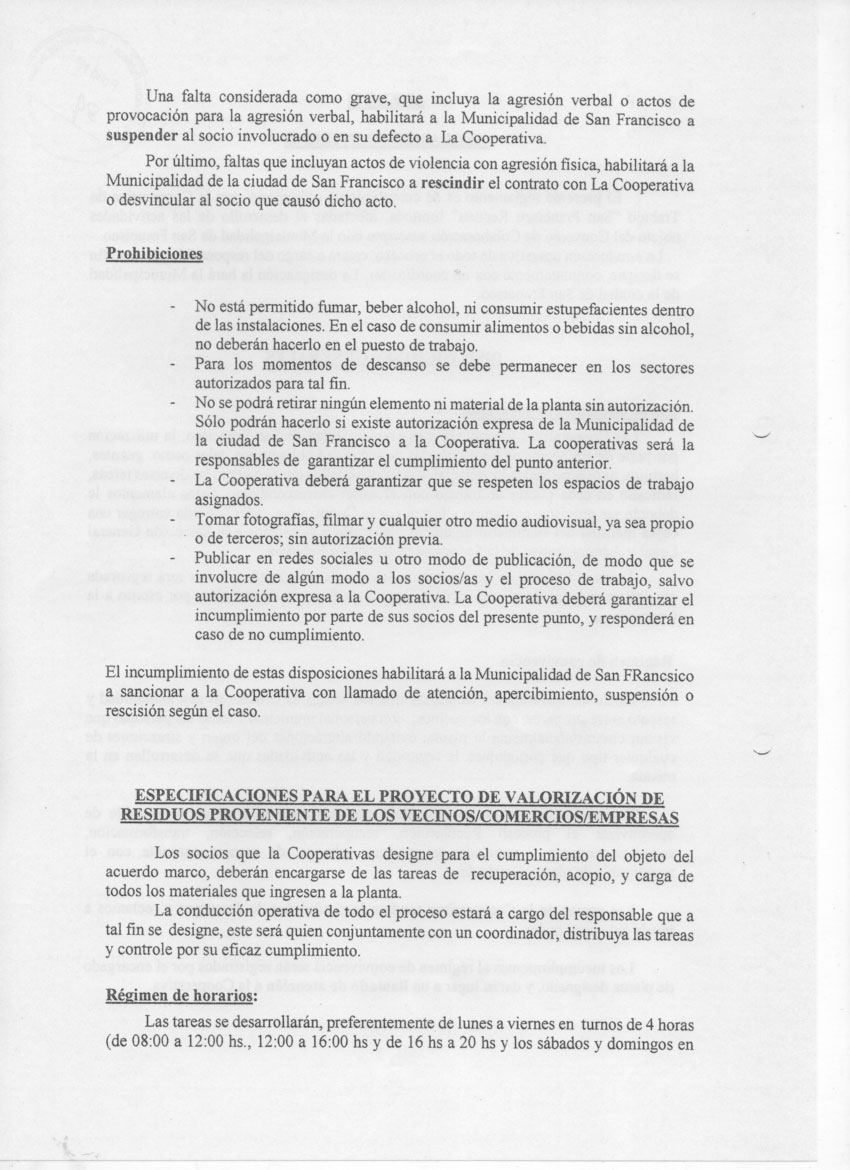 Una falta considerada como grave, que incluya la agresión verbal o actos de
provocación para la agresión verbal, habilitará a la Municipalidad de San Francisco a
suspender al socio involucrado o en su defecto a La Cooperativa.
Por último, faltas que incluyan actos de violencia con agresión física, habilitará a la
Municipalidad de la ciudad de San Francisco a rescindir el contrato con La Cooperativa
o desvincular al socio que causó dicho acto.
Prohibiciones
- No está permitido fumar, beber alcohol, ni consumir estupefacientes dentro
de las instalaciones. En el caso de consumir alimentos o bebidas sin alcohol,
no deberán hacerlo en el puesto de trabajo.
- Para los momentos de descanso se debe permanecer en los sectores
autorizados para tal fin.
- No se podrá retirar ningún elemento ni material de la planta sin autorización.
Sólo podrán hacerlo si existe autorización expresa de la Municipalidad de
la ciudad de San Francisco a la Cooperativa. La cooperativas será la
responsables de garantizar el cumplimiento del punto anterior.
- La Cooperativa deberá garantizar que se respeten los espacios de trabajo
asignados.
- Tomar fotografías, filmar y cualquier otro medio audiovisual, ya sea propio
o de terceros; sin autorización previa.
- Publicar en redes sociales u otro modo de publicación, de modo que se
involucre de algún modo a los socios/as y el proceso de trabajo, salvo
autorización expresa a la Cooperativa. La Cooperativa deberá garantizar el
incumplimiento por parte de sus socios del presente punto, y responderá en
caso de no cumplimiento.
El incumplimiento de estas disposiciones habilitará a la Municipalidad de San FRancsico
a sancionar a la Cooperativa con llamado de atención, apercibimiento, suspensión o
rescisión según el caso.
ESPECIFICACIONES PARA EL PROYECTO DE VALORIZACIÓN DE
RESIDUOS PROVENIENTE DE LOS VECINOS/COMERCIOS/EMPRESAS
Los socios que la Cooperativas designe para el cumplimiento del objeto del
acuerdo marco, deberán encargarse de las tareas de recuperación, acopio, y carga de
todos los materiales que ingresen a la planta.
La conducción operativa de todo el proceso estará a cargo del responsable que a
tal fin se designe, este será quien conjuntamente con un coordinador, distribuya las tareas
y controle por su eficaz cumplimiento.
Régimen de horarios:
Las tareas se desarrollarán, preferentemente de lunes a viernes en turnos de 4 horas
(de 08:00 a 12:00 hs., 12:00 a 16:00 hs y de 16 hs a 20 hs y los sábados y domingos en